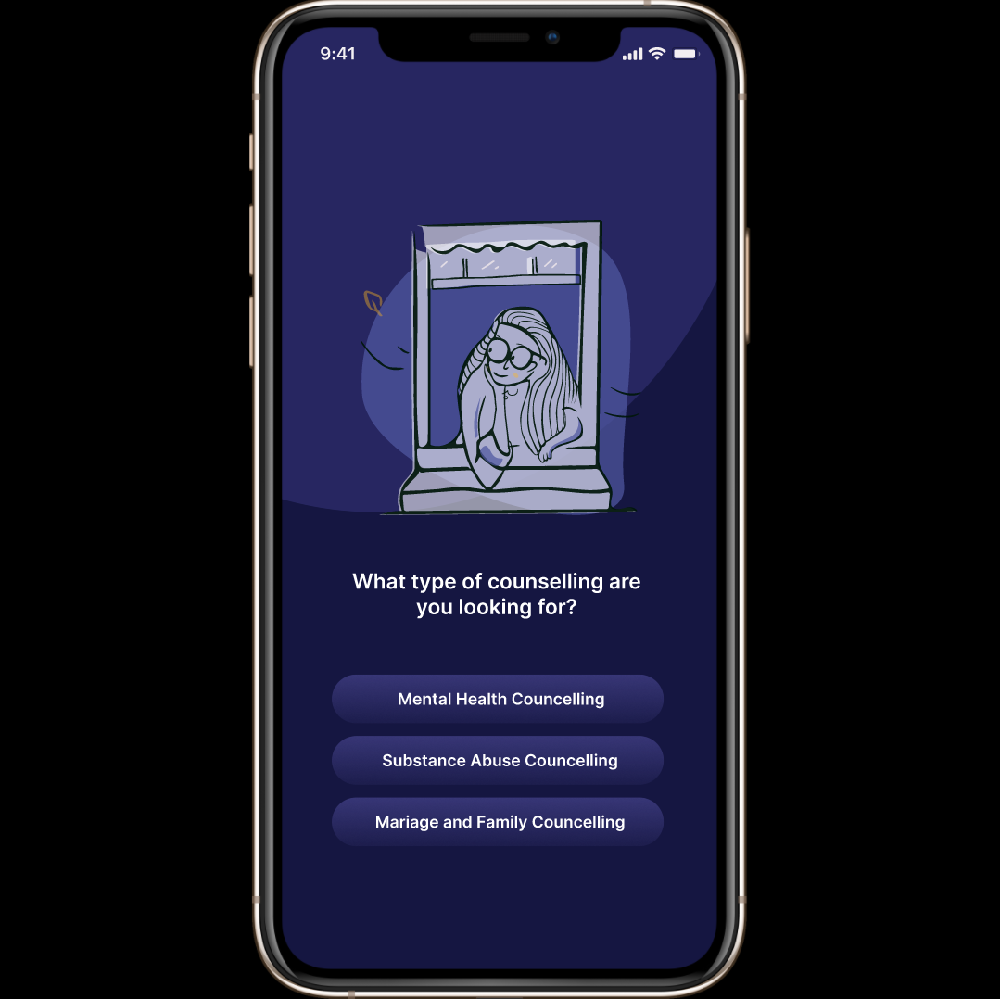 9:41
What type of counselling are
you looking for?
Mental Health Councelling
Substance Abuse Councelling
Mariage and Family Councelling